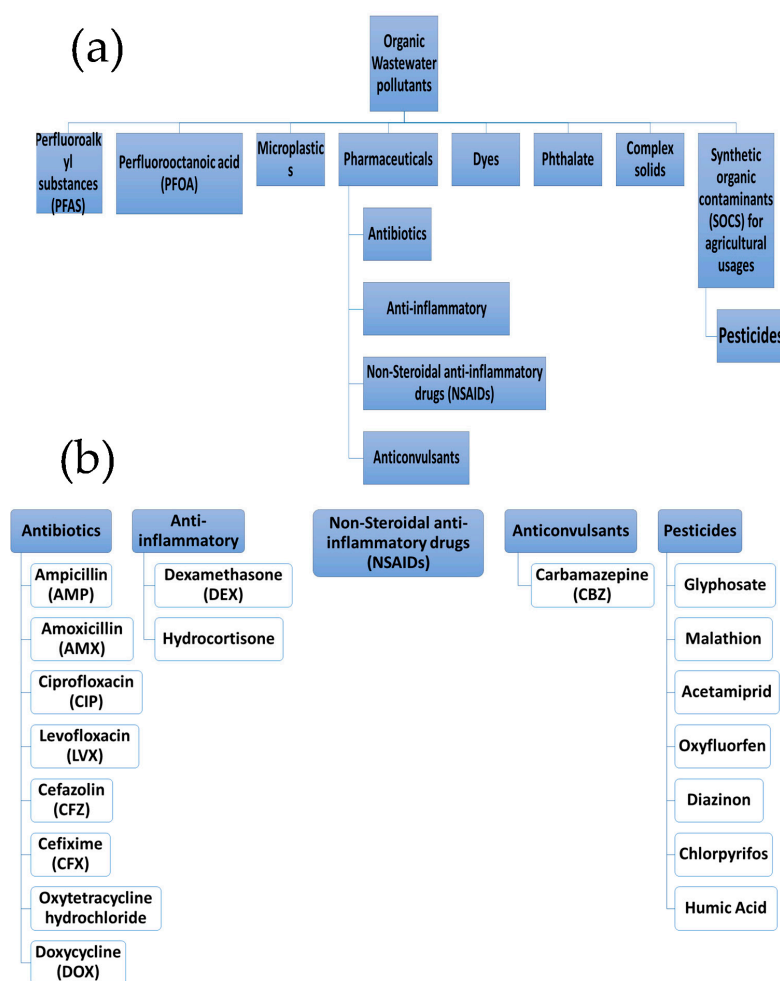 (a)
Organic
Wastewater
pollutants
Perfluoroalk
yl
substances
(PFAS)
Perfluorooctanoic acid
(PFOA)
Microplastic
s
Pharmaceuticals
Dyes
Phthalate
Complex
solids
Synthetic
organic
contaminants
(SOCS) for
agricultural
usages
Antibiotics
Anti-inflammatory
Non-Steroidal anti-inflammatory
drugs (NSAIDs)
Anticonvulsants
Pesticides
(b)
Antibiotics
Ampicillin
(AMP)
Amoxicillin
(AMX)
Ciprofloxacin
(CIP)
Levofloxacin
(LVX)
Cefazolin
(CFZ)
Cefixime
(CFX)
Oxytetracycline
hydrochloride
Doxycycline
(DOX)
Anti-
inflammatory
Dexamethasone
(DEX)
Hydrocortisone
Non-Steroidal anti-
inflammatory drugs
(NSAIDs)
Anticonvulsants
Carbamazepine
(CBZ)
Pesticides
Glyphosate
Malathion
Acetamiprid
Oxyfluorfen
Diazinon
Chlorpyrifos
Humic Acid